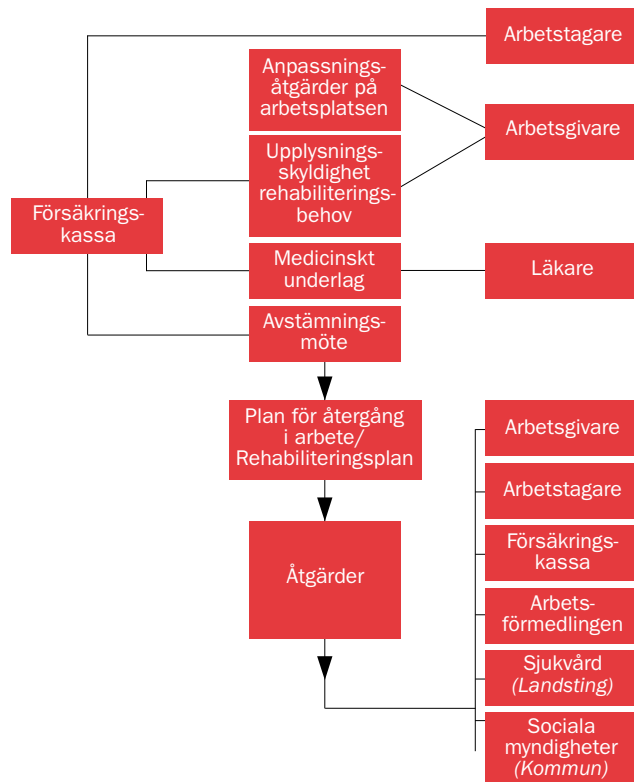 Arbetstagare
Anpassnings-
åtgärder på
arbetsplatsen
Arbetsgivare
Upplysnings-
skyldighet
rehabiliterings-
behov
Försäkrings-
kassa
Medicinskt
underlag
Läkare
Avstämnings-
möte
Plan för återgång
i arbete/
Rehabiliteringsplan
Åtgärder
Arbetsgivare
Arbetstagare
Försäkrings-
kassa
Arbets-
förmedlingen
Sjukvård
(Landsting)
Sociala
myndigheter
(Kommun)